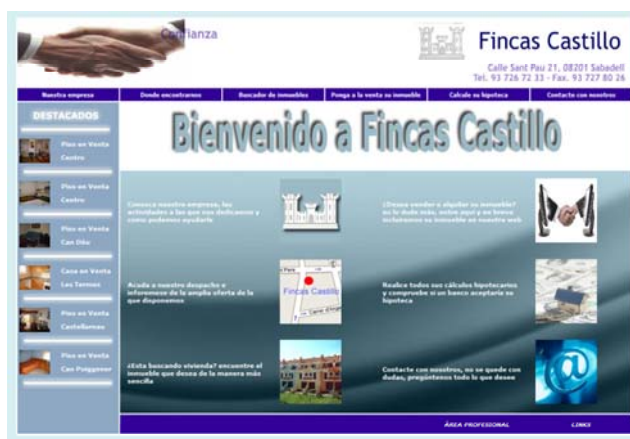 Confianza
Fincas Castillo
Calle Sant Pau 21, 08201 Sabadell
Tel. 93 726 72 33 - Fax. 93 727 80 26
Nuestra empresa
Donde encontrarnos
Buscador de inmuebles
Ponga a la venta su inmueble
Calcule su hipoteca
Contacto con nosotros
DESTACADOS
Bienvenido a Fincas Castillo
Piso en Venta
Centro
Piso en Venta
Centro
Piso en Venta
Can Déu
Casa en Venta
Les Termes
Piso en Venta
Castellarnau
Piso en Venta
Can Puiggener
Conozca nuestra empresa, las
actividades a las que nos dedicamos y
cómo podemos ayudarle
¿Desea vender o alquilar su inmueble?
no lo dude más, entre aquí y en breve
incluiremos su inmueble en nuestra web
Acuda a nuestro despacho e
infórmese de la amplia oferta de la
que disponemos
Fincas Castillo
Realice todos sus cálculos hipotecarios
y compruebe si un banco aceptaría su
hipoteca
¿Esta buscando vivienda? encuentre el
inmueble que desea de la manera más
sencilla
Contacte con nosotros, no se quede con
dudas, pregúntenos todo lo que desee
ÀREA PROFESSIONAL
LINKS